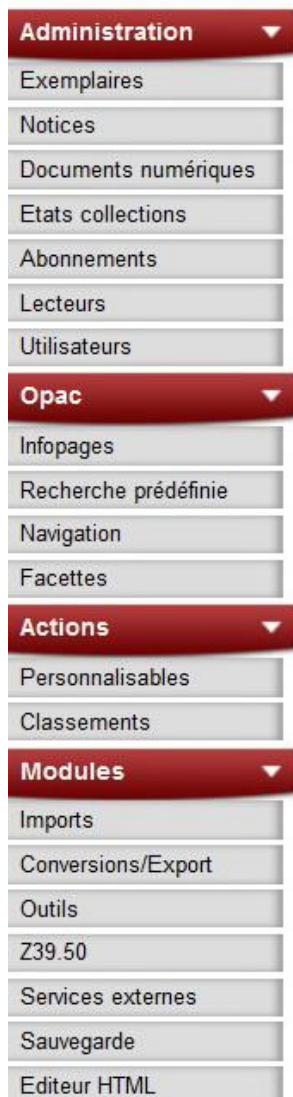 Administration
Exemplaires
Notices
Documents numériques
Etats collections
Abonnements
Lecteurs
Utilisateurs
Opac
Infopages
Recherche prédéfinie
Navigation
Facettes
Actions
Personnalisables
Classements
Modules
Imports
Conversions/Export
Outils
Z39.50
Services externes
Sauvegarde
Editeur HTML